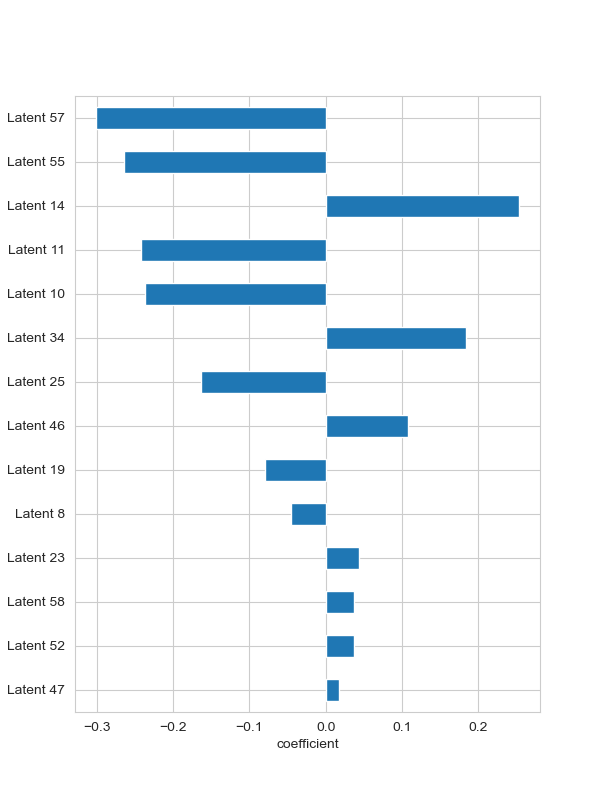 Latent 57
Latent 55
Latent 14
Latent 11
Latent 10
Latent 34
Latent 25
Latent 46
Latent 19
Latent 8
Latent 23
Latent 58
Latent 52
Latent 47
−0.3 −0.2 −0.1 0.0 0.1 0.2
coefficient